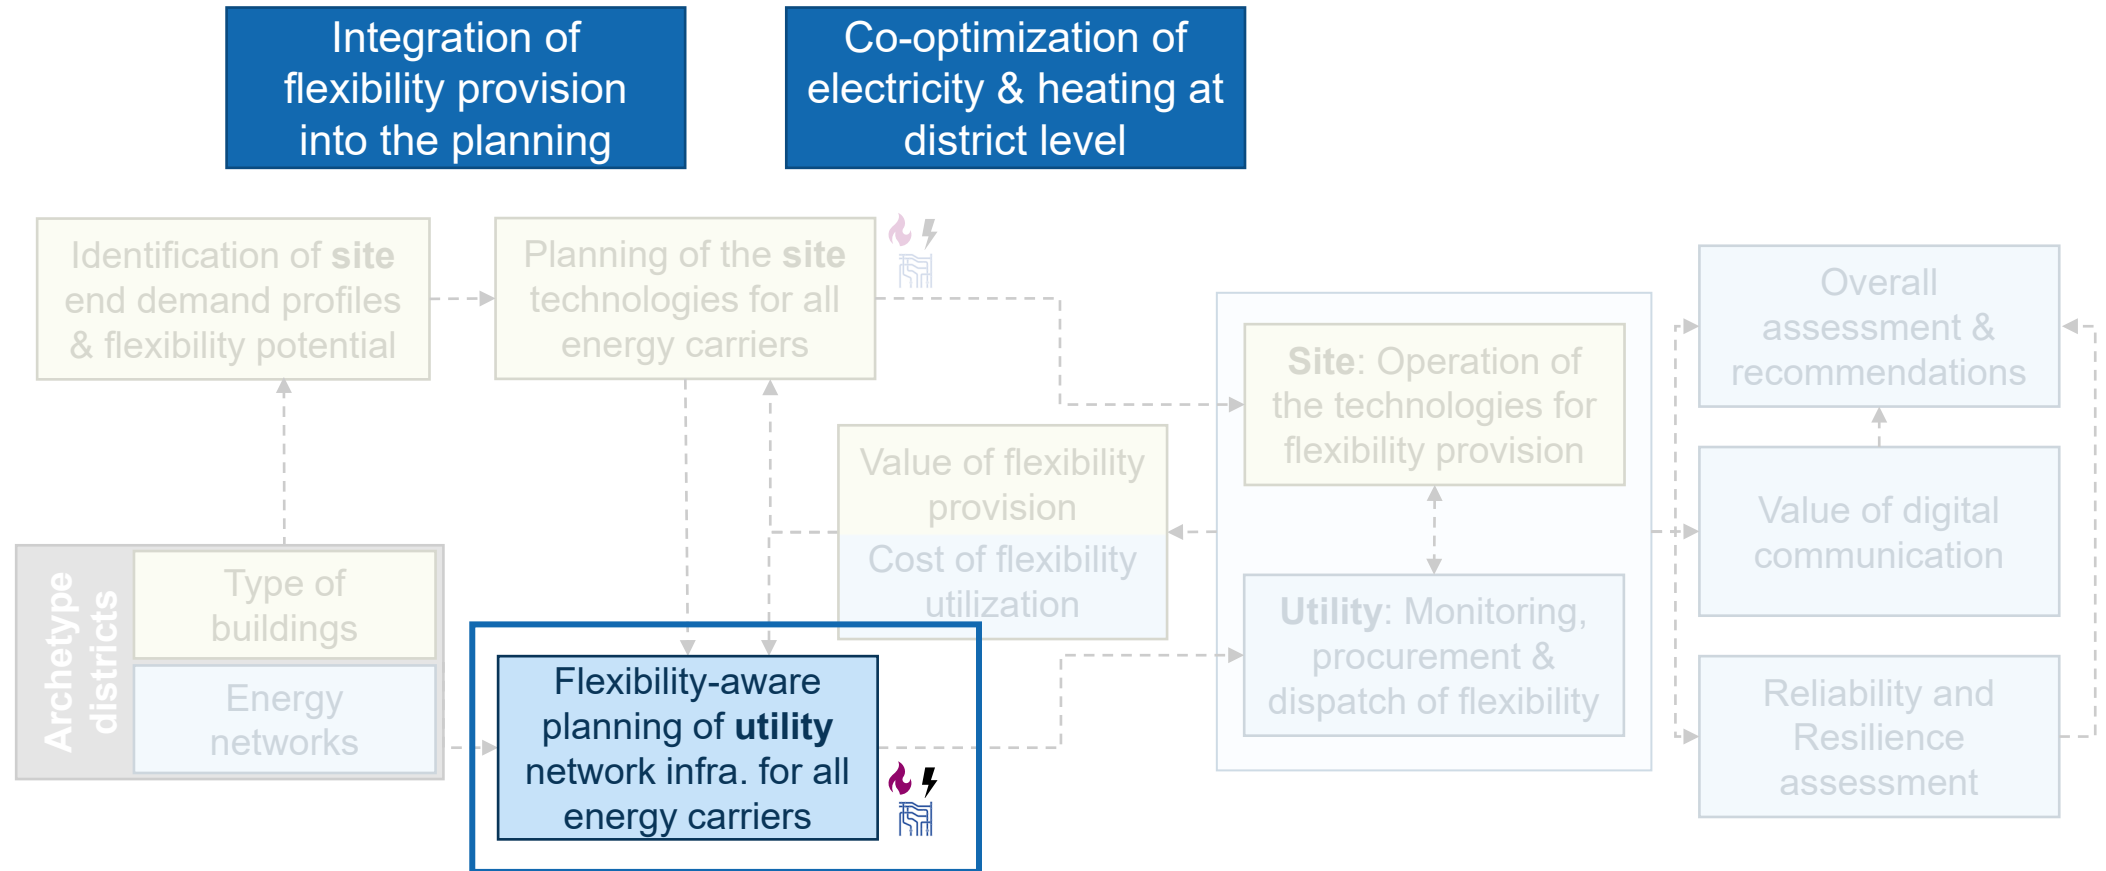 Integration of
flexibility provision
into the planning
Co-optimization of
electricity & heating at
district level
Identification of site
end demand profiles
& flexibility potential
Planning of the site
technologies for all
energy carriers
Value of flexibility
provision
Cost of flexibility
utilization
Site: Operation of
the technologies for
flexibility provision
Utility: Monitoring,
procurement &
dispatch of flexibility
Overall
assessment &
recommendations
Value of digital
communication
Reliability and
Resilience
assessment
Archetype
districts
Type of
buildings
Energy
networks
Flexibility-aware
planning of utility
network infra. for all
energy carriers